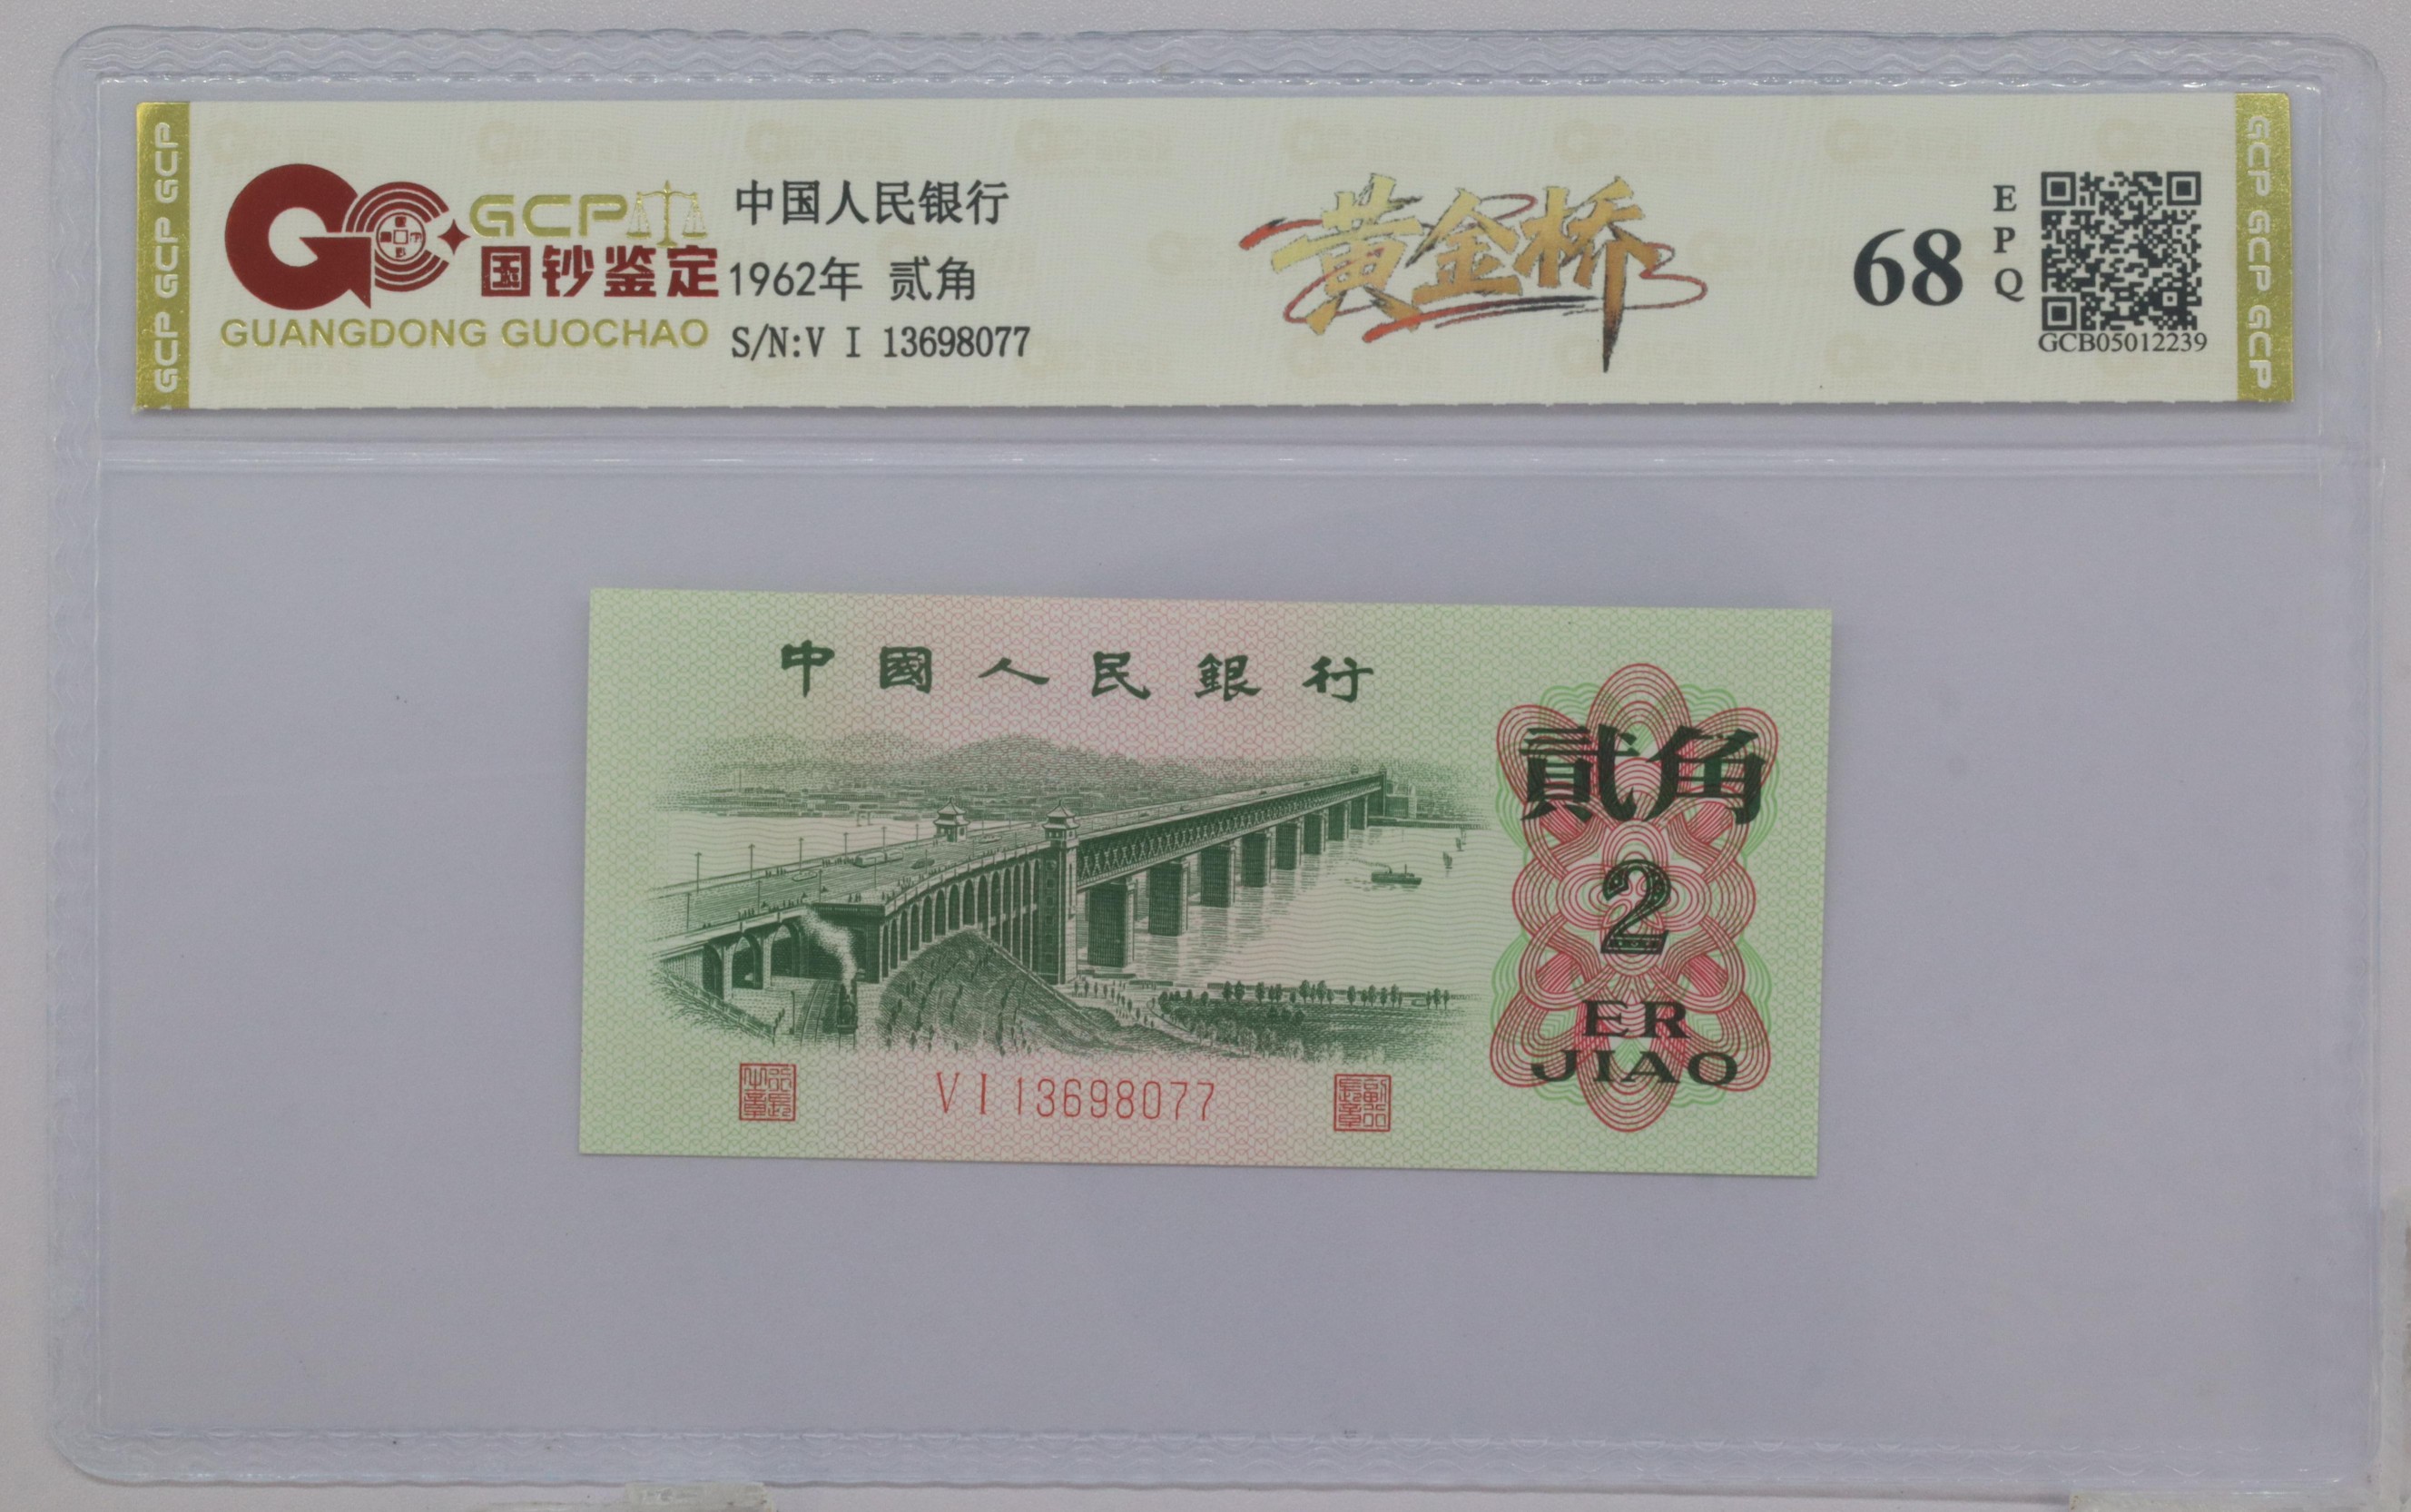 GCP GCP GCP
GCP
国钞鉴定
GUANGDONG GUOCHAO
中国人民银行
1962年 贰角
S/N:V I 13698077
黄金桥
68
E
P
Q
GCB05012239
GCP GCP GCP
中國人民銀行
貳角
2
ER
JIAO
V I 13698077